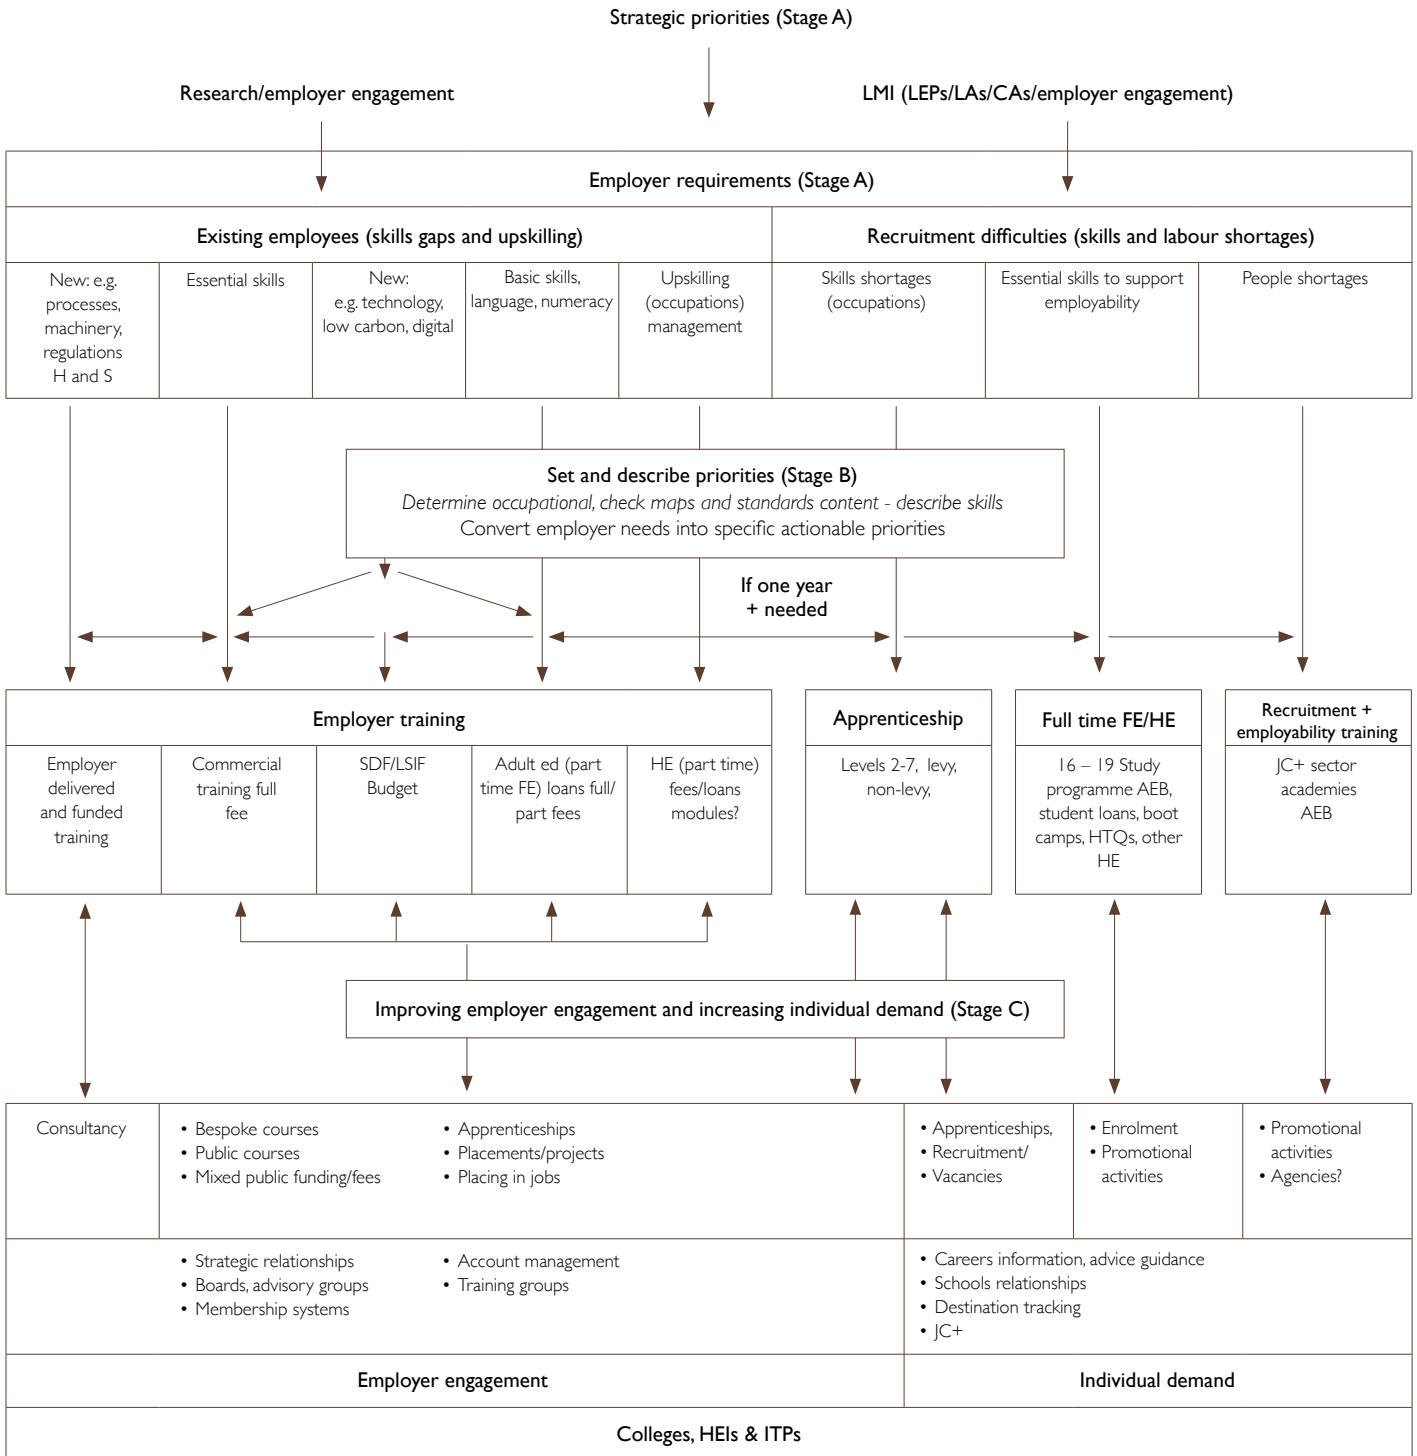 Strategic priorities (Stage A)
Research/employer engagement
LMI (LEPs/LAs/CAs/employer engagement)
Employer requirements (Stage A)
Existing employees (skills gaps and upskilling)
Recruitment difficulties (skills and labour shortages)
New: e.g.
processes,
machinery,
regulations
H and S
Essential skills
New:
e.g. technology,
low carbon, digital
Basic skills,
language, numeracy
Upskilling
(occupations)
management
Skills shortages
(occupations)
Essential skills to support
employability
People shortages
Set and describe priorities (Stage B)
Determine occupational, check maps and standards content - describe skills
Convert employer needs into specific actionable priorities
If one year
+ needed
Employer training
Employer
delivered
and funded
training
Commercial
training full
fee
SDF/LSIF
Budget
Adult ed (part
time FE) loans full/
part fees
HE (part time)
fees/loans
modules?
Apprenticeship
Levels 2-7, levy,
non-levy,
Full time FE/HE
16 – 19 Study
programme AEB,
student loans, boot
camps, HTQs, other
HE
Recruitment +
employability training
JC+ sector
academies
AEB
Improving employer engagement and increasing individual demand (Stage C)
Consultancy
• Bespoke courses
• Public courses
• Mixed public funding/fees
• Apprenticeships
• Placements/projects
• Placing in jobs
• Apprenticeships,
• Recruitment/
• Vacancies
• Enrolment
• Promotional
activities
• Promotional
activities
• Agencies?
• Strategic relationships
• Boards, advisory groups
• Membership systems
• Account management
• Training groups
• Careers information, advice guidance
• Schools relationships
• Destination tracking
• JC+
Employer engagement
Individual demand
Colleges, HEIs & ITPs